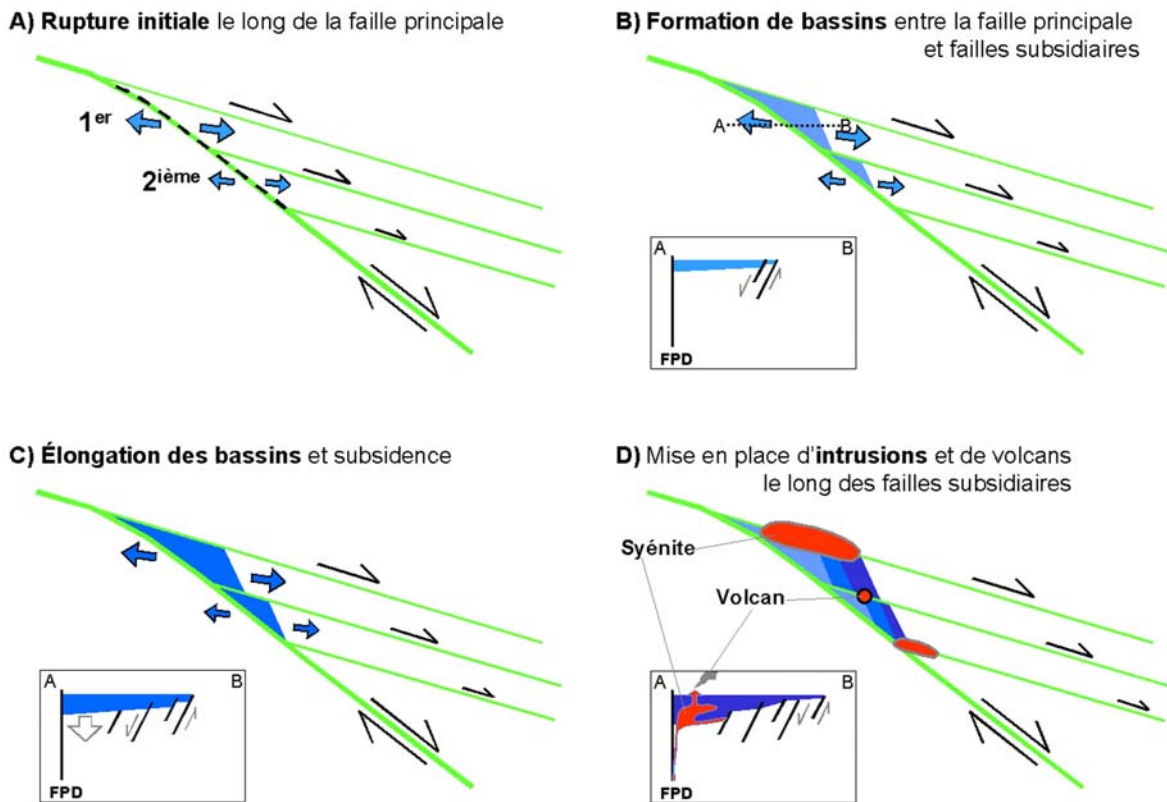 A) Rupture initiale le long de la faille principale
1er
2ième
B) Formation de bassins entre la faille principale
et failles subsidiaires
A
B
A
B
FPD
C) Élongation des bassins et subsidence
A
B
FPD
D) Mise en place d'intrusions et de volcans
le long des failles subsidiaires
Syénite
Volcan
A
B
FPD